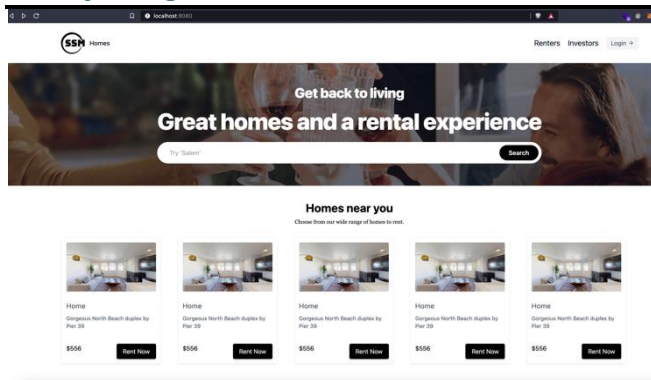 localhost:8080
SSM Homes
Renters Investors Login →
Get back to living
Great homes and a rental experience
Try 'Salem' Search
Homes near you
Choose from our wide range of homes to rent.
Home Home Home Home Home
Gorgeous North Beach duplex by Gorgeous North Beach duplex by Gorgeous North Beach duplex by Gorgeous North Beach duplex by Gorgeous North Beach duplex by
Pier 39 Pier 39 Pier 39 Pier 39 Pier 39
$556 Rent Now $556 Rent Now $556 Rent Now $556 Rent Now $556 Rent Now